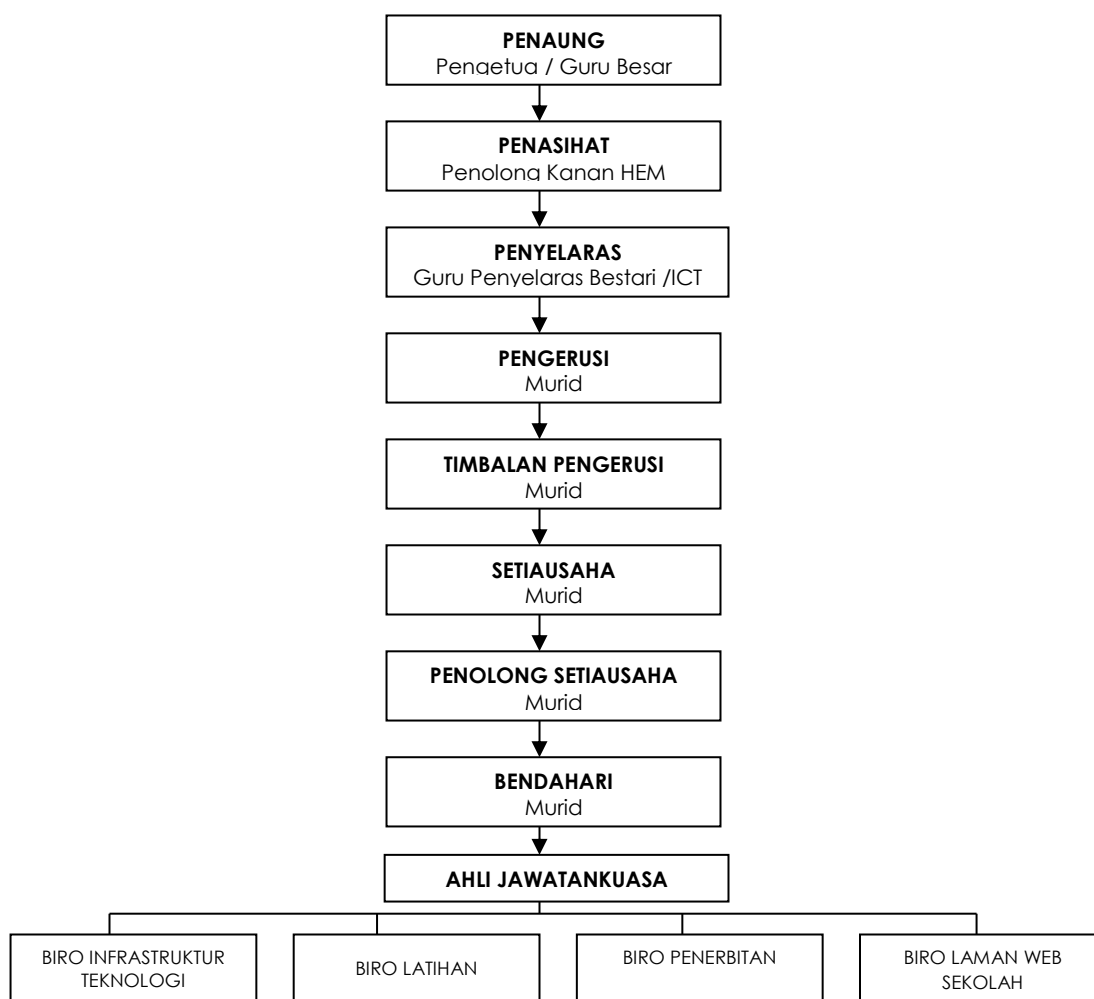 PENAUNG
Pengetua / Guru Besar
PENASIHAT
Penolong Kanan HEM
PENYELARAS
Guru Penyelaras Bestari /ICT
PENGERUSI
Murid
TIMBALAN PENGERUSI
Murid
SETIAUSAHA
Murid
PENOLONG SETIAUSAHA
Murid
BENDAHARI
Murid
AHLI JAWATANKUASA
BIRO INFRASTRUKTUR
TEKNOLOGI
BIRO LATIHAN
BIRO PENERBITAN
BIRO LAMAN WEB
SEKOLAH